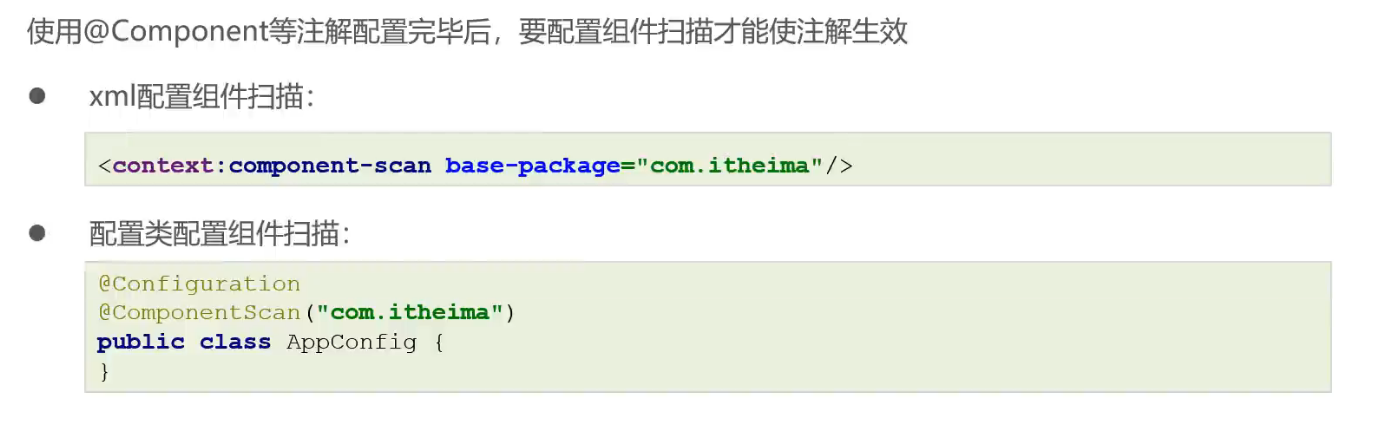 使用@Component等注解配置完毕后，要配置组件扫描才能使注解生效
● xml配置组件扫描：
<context:component-scan base-package="com.itheima"/>
● 配置类配置组件扫描：
@Configuration
@ComponentScan("com.itheima")
public class AppConfig {
}